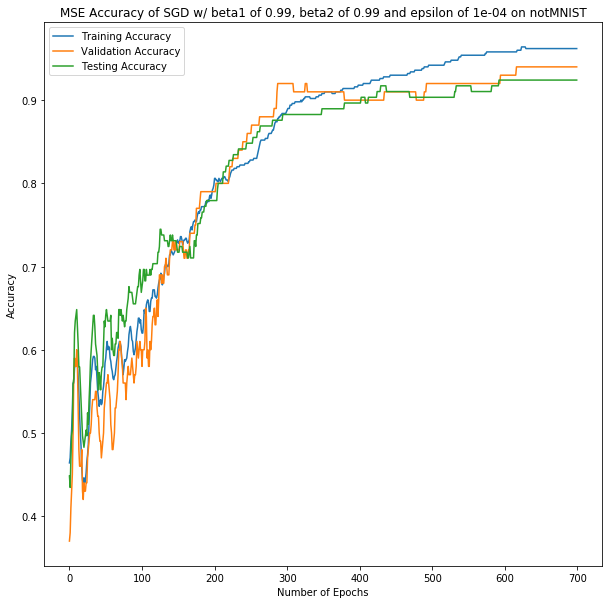 MSE Accuracy of SGD w/ beta1 of 0.99, beta2 of 0.99 and epsilon of 1e-04 on notMNIST
Training Accuracy
Validation Accuracy
Testing Accuracy
Accuracy
0.9
0.8
0.7
0.6
0.5
0.4
0 100 200 300 400 500 600 700
Number of Epochs